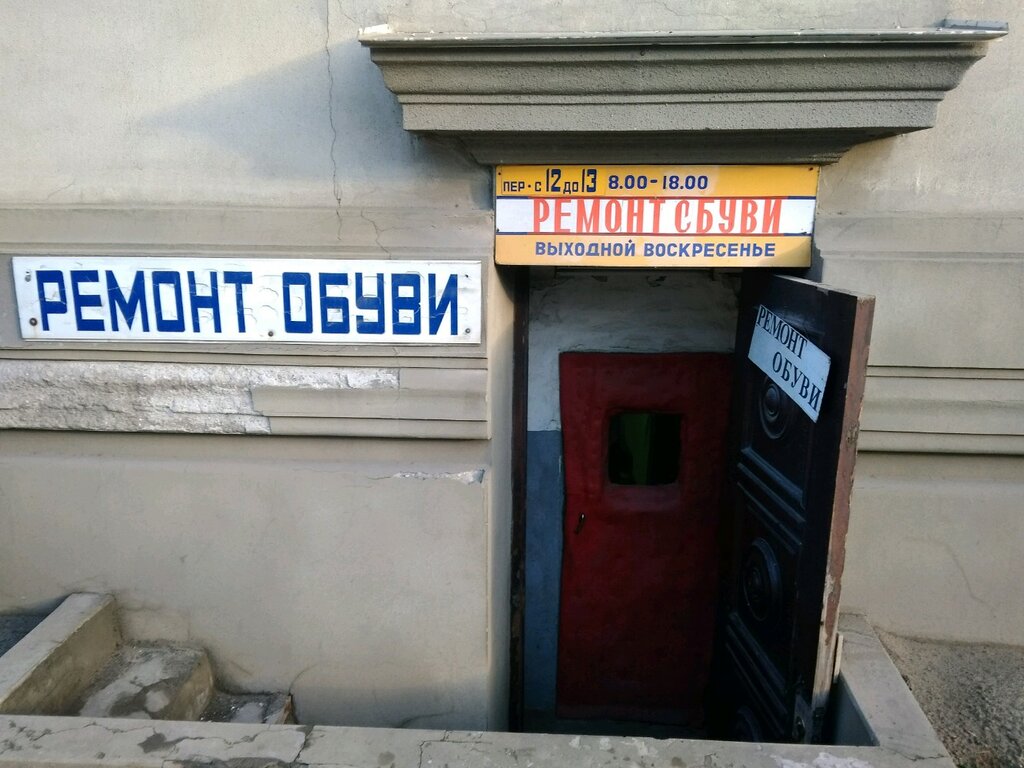 ПЕР·С 12 ДО 13 8.00-18.00
РЕМОНТ ОБУВИ
ВЫХОДНОЙ ВОСКРЕСЕНЬЕ
РЕМОНТ ОБУВИ
РЕМОНТ
ОБУВИ